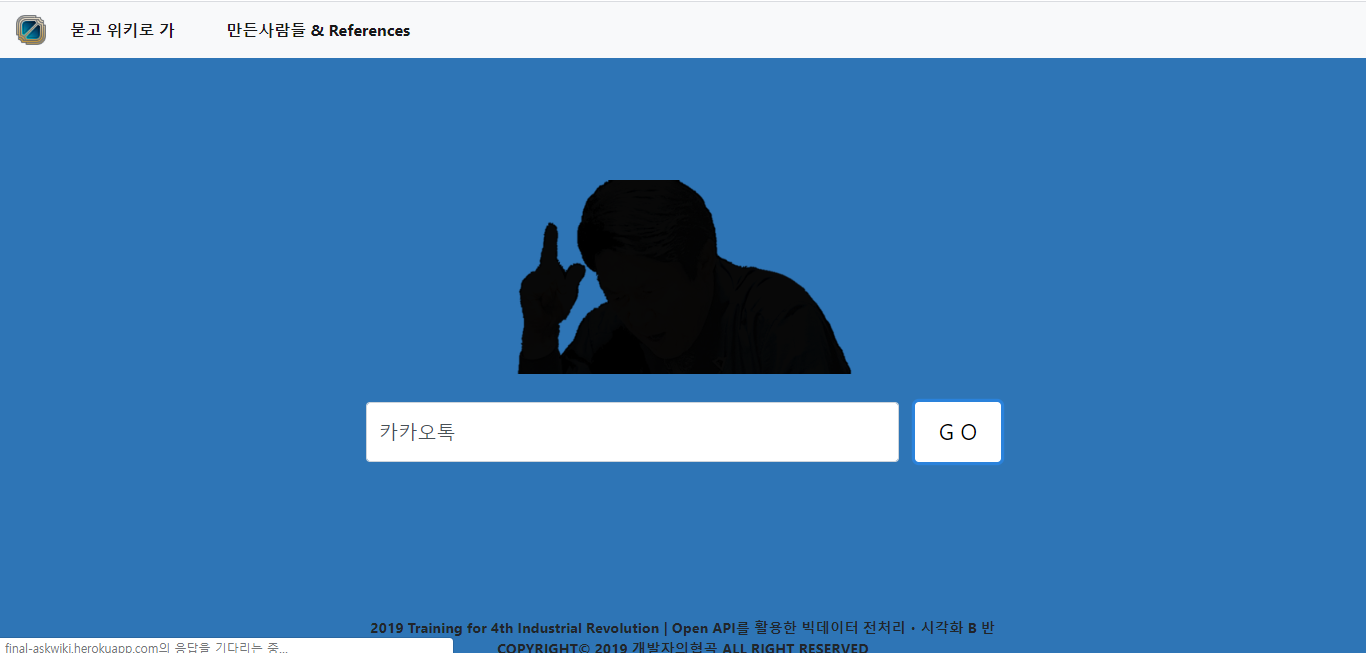 묻고 위키로 가 만든사람들 & References
카카오톡 G O
2019 Training for 4th Industrial Revolution | Open API를 활용한 빅데이터 전처리 · 시각화 B 반
COPYRIGHT© 2019 개발자의협곡 ALL RIGHT RESERVED
final-askwiki.herokuapp.com의 응답을 기다리는 중...